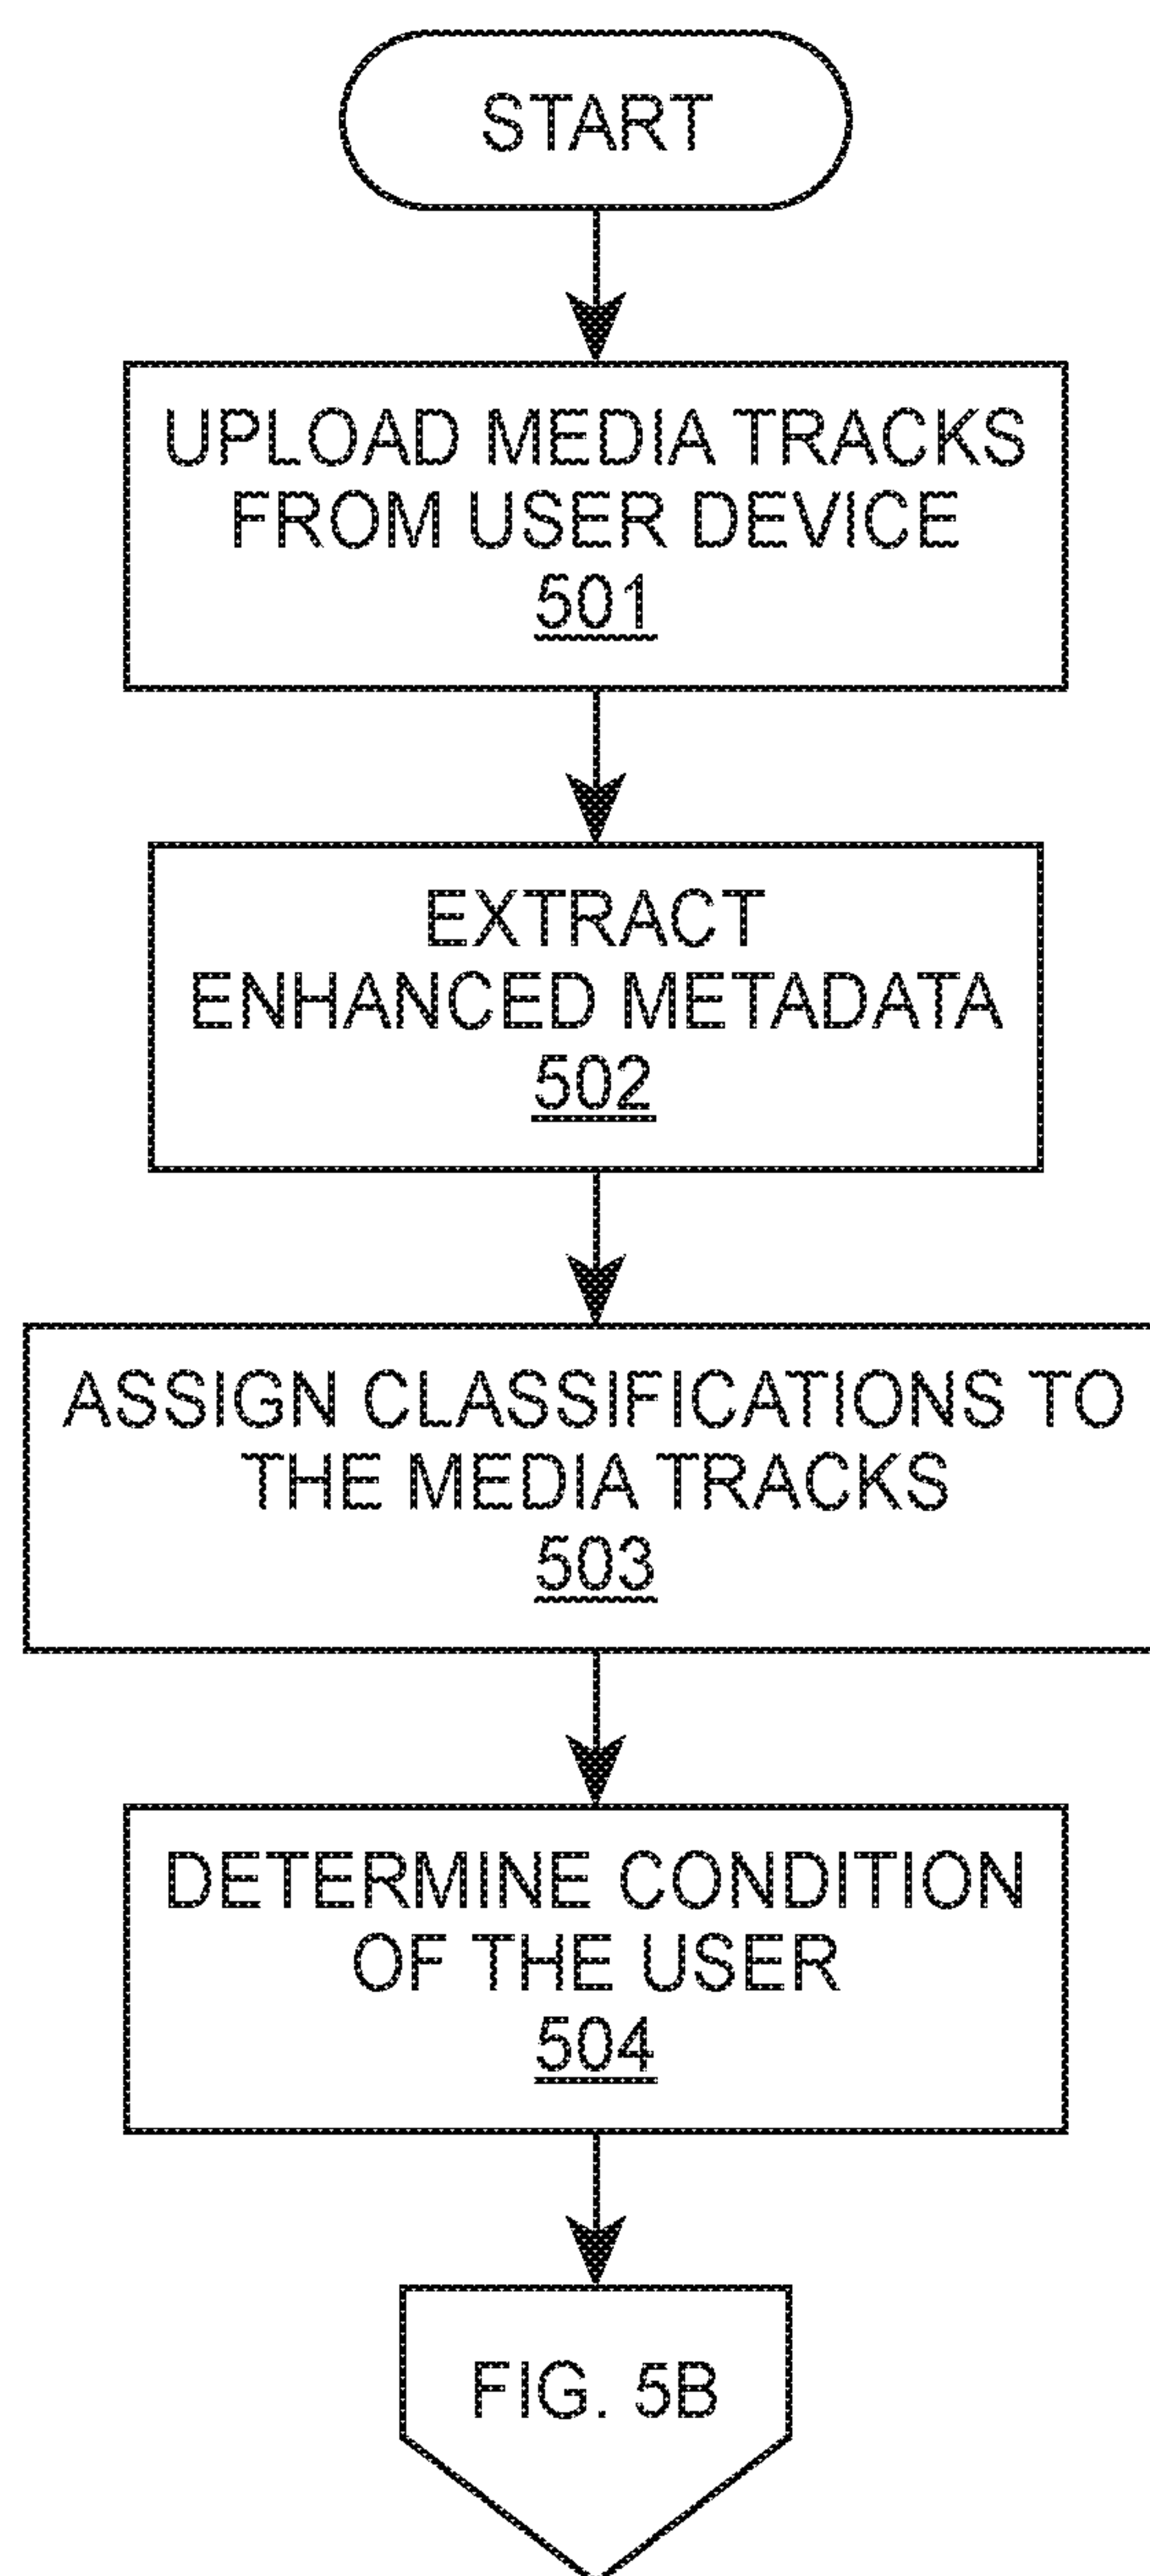 START
UPLOAD MEDIA TRACKS
FROM USER DEVICE
501
EXTRACT
ENHANCED METADATA
502
ASSIGN CLASSIFICATIONS TO
THE MEDIA TRACKS
503
DETERMINE CONDITION
OF THE USER
504
FIG. 5B